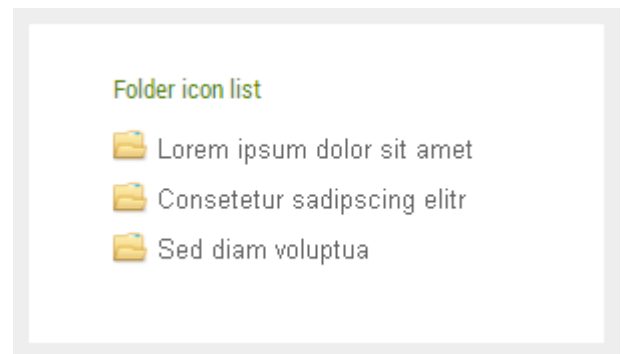 Folder icon list
Lorem ipsum dolor sit amet
Consetetur sadipscing elitr
Sed diam voluptua